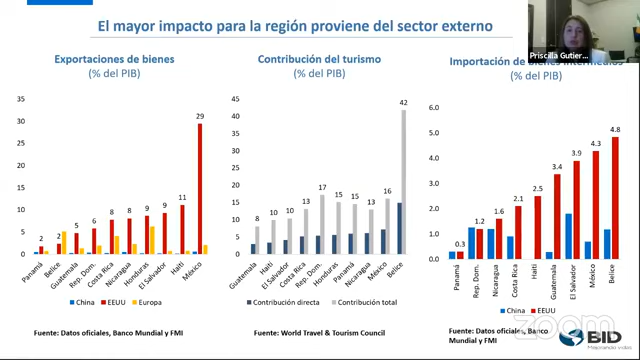 El mayor impacto para la región proviene del sector externo
Priscilla Gutier...
Exportaciones de bienes
(% del PIB)
35
30
25
20
15
10
5
0
2
2
5
6
8
8
9
9
11
29
Panamá
Belice
Guatemala
Rep. Dom.
Costa Rica
Nicaragua
Honduras
El Salvador
Haití
México
China
EEUU
Europa
Fuente: Datos oficiales, Banco Mundial y FMI
Contribución del turismo
(% del PIB)
45
40
35
30
25
20
15
10
5
0
8
10
10
13
17
15
15
13
16
42
Guatemala
Haití
El Salvador
Costa Rica
Rep. Dom.
Honduras
Panamá
Nicaragua
México
Belice
Contribución directa
Contribución total
Fuente: World Travel & Tourism Council
Importación de bienes intermedios
(% del PIB)
6.0
5.0
4.0
3.0
2.0
1.0
0.0
0.3
1.2
1.6
2.1
2.5
3.4
3.9
4.3
4.8
Panamá
Rep. Dom.
Nicaragua
Costa Rica
Haití
Guatemala
El Salvador
México
Belice
China
EEUU
Fuente: Datos oficiales, Banco
Mundial y FMI
zoom
BID